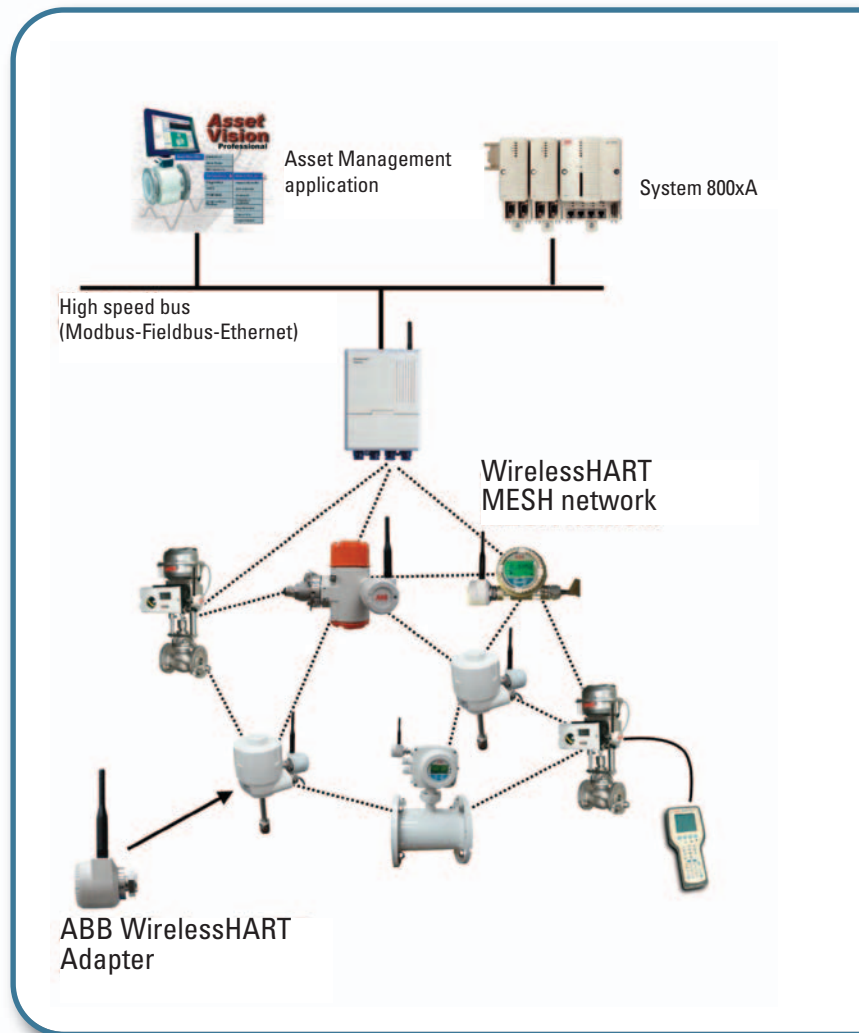 Asset
Vision
Professional
Asset Management
application
System 800xA
High speed bus
(Modbus-Fieldbus-Ethernet)
WirelessHART
MESH network
ABB
ABB WirelessHART
Adapter